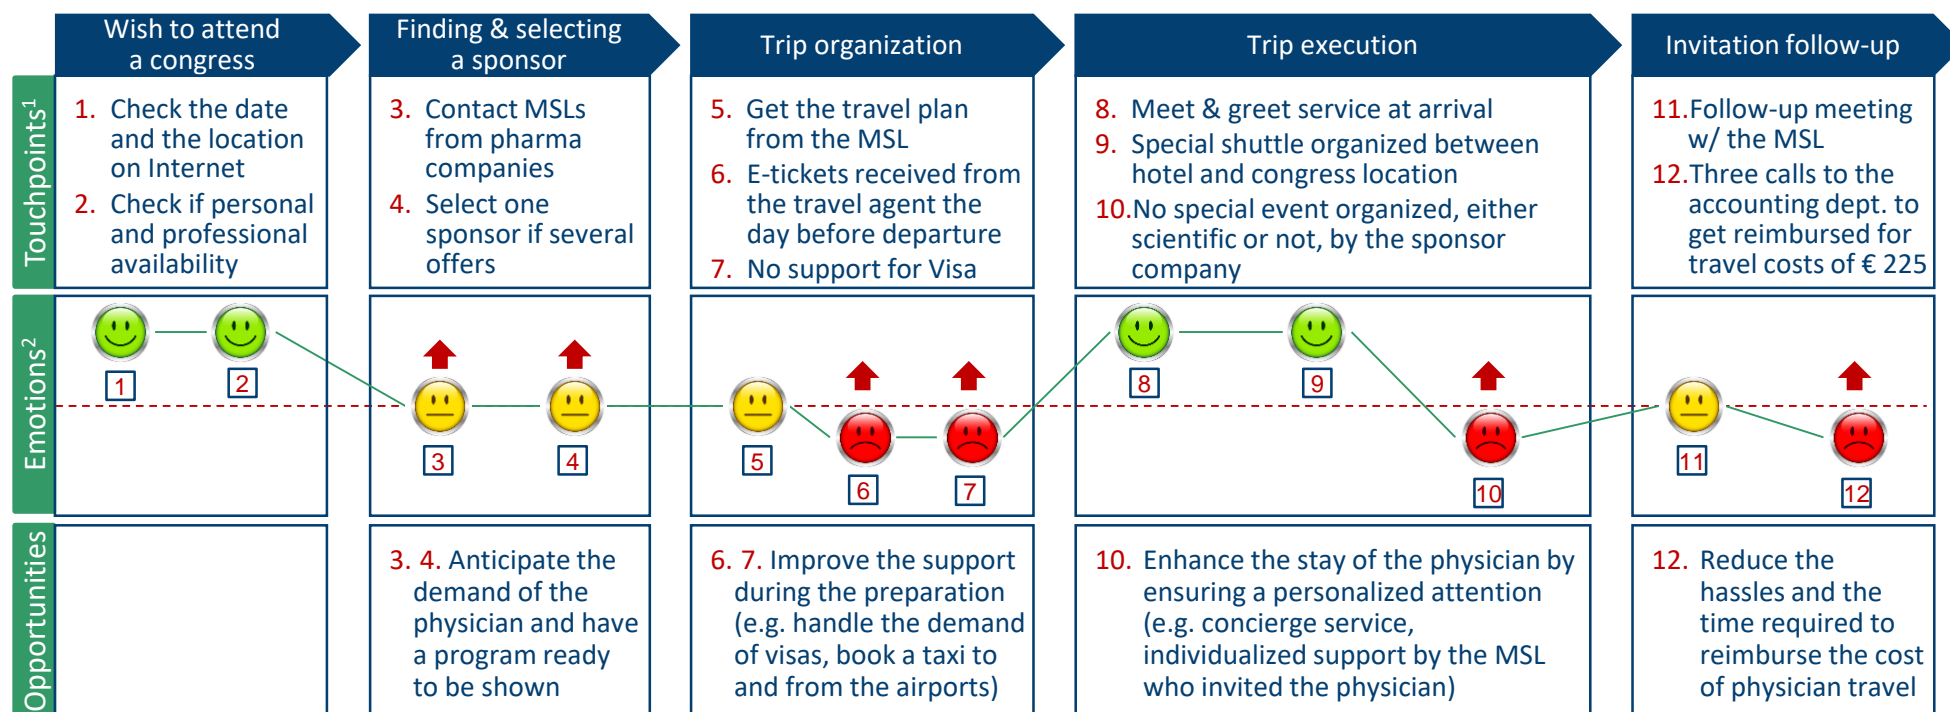 Wish to attend
a congress
Finding & selecting
a sponsor
Trip organization
Trip execution
Invitation follow-up
Touchpoints1
1. Check the date
and the location
on Internet
2. Check if personal
and professional
availability
3. Contact MSLs
from pharma
companies
4. Select one
sponsor if several
offers
5. Get the travel plan
from the MSL
6. E-tickets received from
the travel agent the
day before departure
7. No support for Visa
8. Meet & greet service at arrival
9. Special shuttle organized between
hotel and congress location
10.No special event organized, either
scientific or not, by the sponsor
company
11.Follow-up meeting
w/ the MSL
12.Three calls to the
accounting dept. to
get reimbursed for
travel costs of € 225
Emotions2
1
2
3
4
5
6
7
8
9
10
11
12
Opportunities
3. 4. Anticipate the
demand of the
physician and have
a program ready
to be shown
6. 7. Improve the support
during the preparation
(e.g. handle the demand
of visas, book a taxi to
and from the airports)
10. Enhance the stay of the physician by
ensuring a personalized attention
(e.g. concierge service,
individualized support by the MSL
who invited the physician)
12. Reduce the
hassles and the
time required to
reimburse the cost
of physician travel